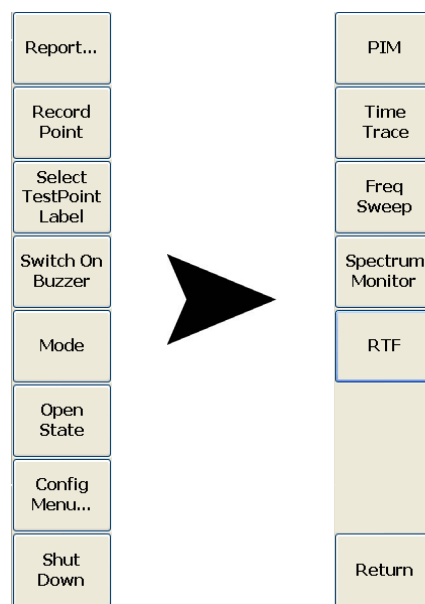 Report...
Record
Point
Select
TestPoint
Label
Switch On
Buzzer
Mode
Open
State
Config
Menu...
Shut
Down
PIM
Time
Trace
Freq
Sweep
Spectrum
Monitor
RTF
Return